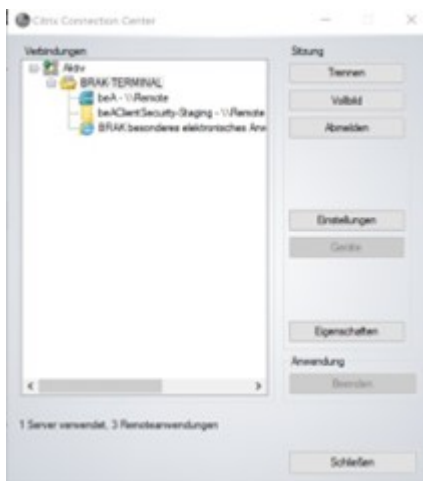 Citrix Connection Center
Verbindungen
Aktiv
BRAK-TERMINAL
beA - \\Remote
beAClientSecurity-Staging - \\Remote
BRAK besonderes elektronisches Anw
1 Server verwendet, 3 Remoteanwendungen
Sitzung
Trennen
Vollbild
Abmelden
Einstellungen
Geräte
Eigenschaften
Anwendung
Beenden
Schließen